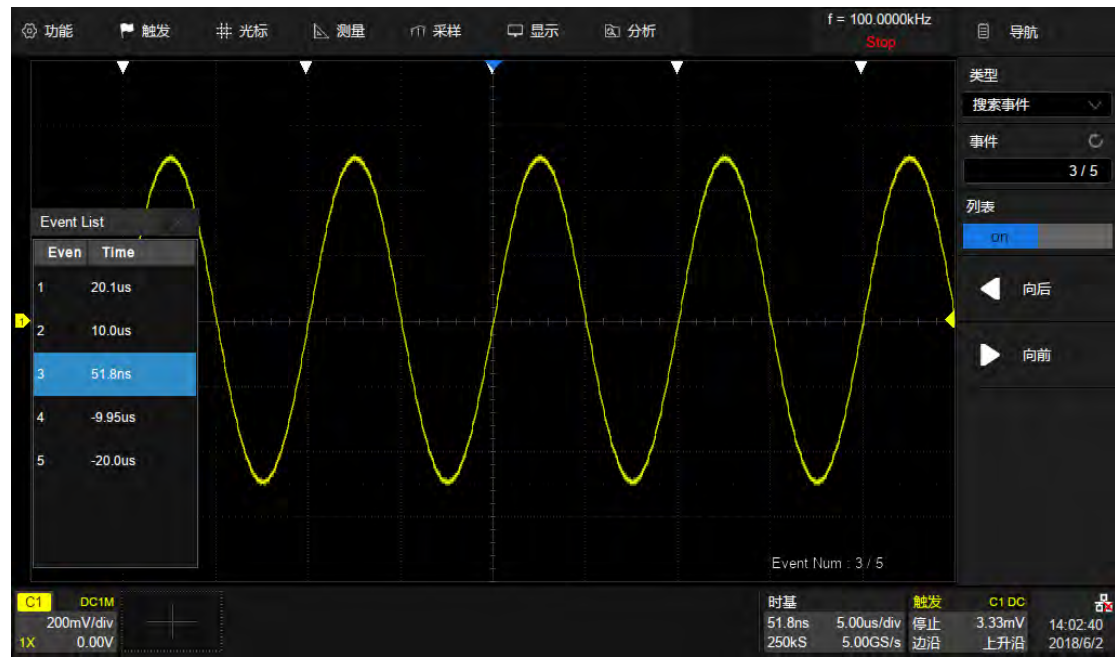 功能 触发 光标 测量 采样 显示 分析
f = 100.0000kHz
Stop
导航
类型
搜索事件
事件
3 / 5
列表
on
向后
向前
Event List
Even Time
1 20.1us
2 10.0us
3 51.8ns
4 -9.95us
5 -20.0us
1
Event Num : 3 / 5
C1 DC1M
200mV/div
1X 0.00V
时基
51.8ns 5.00us/div
250kS 5.00GS/s
触发 C1 DC
停止 3.33mV
边沿 上升沿
14:02:40
2018/6/2